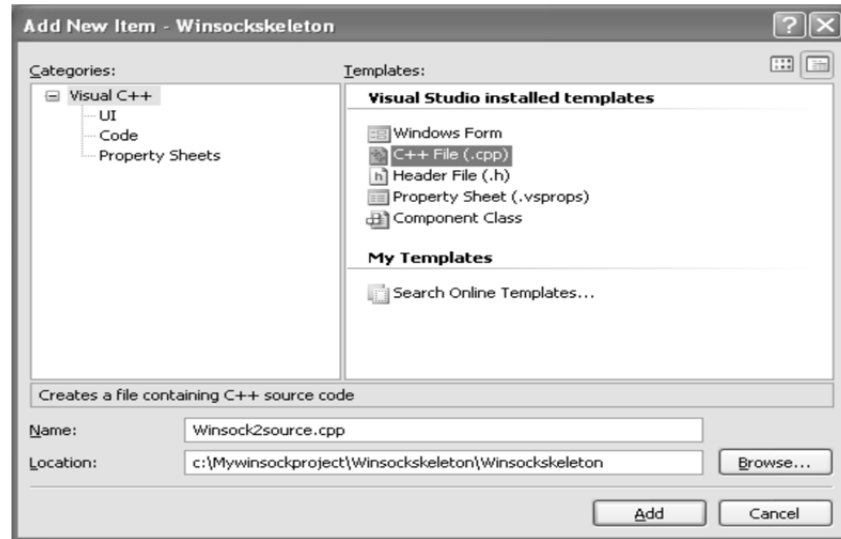 Add New Item - Winsockskeleton
Categories:
Templates:
Visual C++
UI
Code
Property Sheets
Visual Studio installed templates
Windows Form
C++ File (.cpp)
Header File (.h)
Property Sheet (.vsprops)
Component Class
My Templates
Search Online Templates...
Creates a file containing C++ source code
Name:
Winsock2source.cpp
Location:
c:\Mywinsockproject\Winsockskeleton\Winsockskeleton
Browse...
Add
Cancel